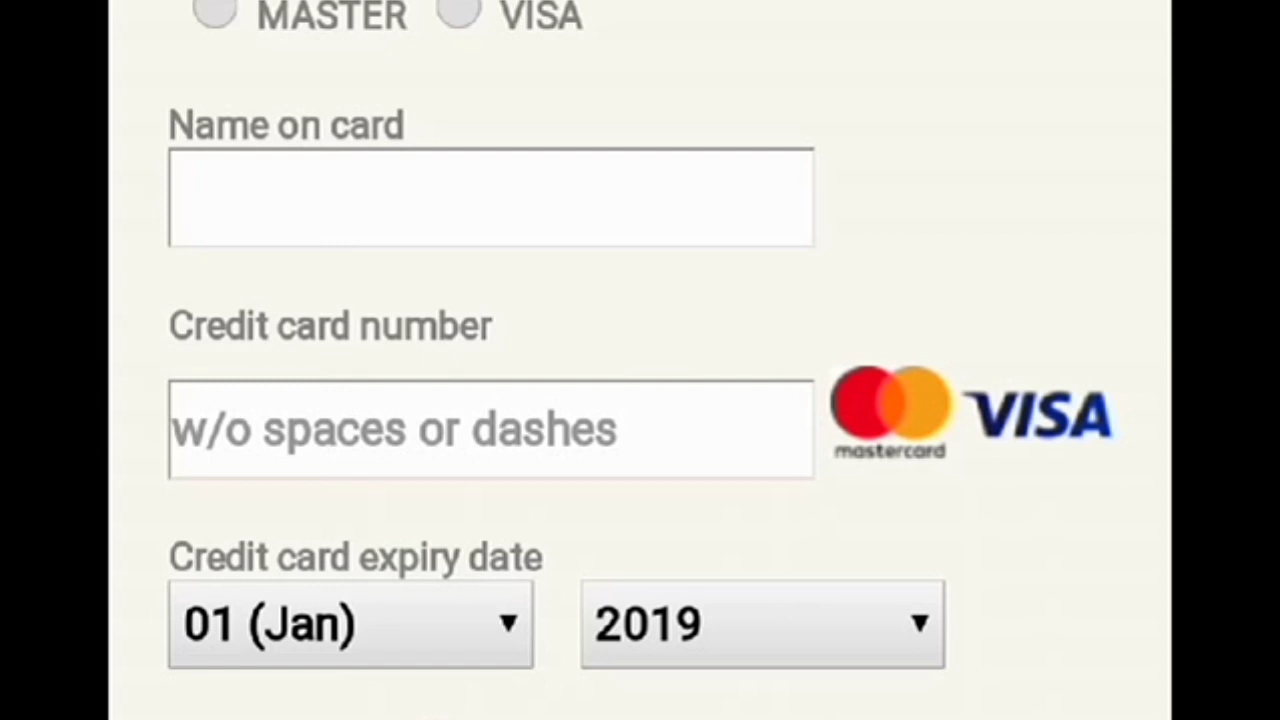 MASTER VISA
Name on card
Credit card number
w/o spaces or dashes
mastercard VISA
Credit card expiry date
01 (Jan) 2019